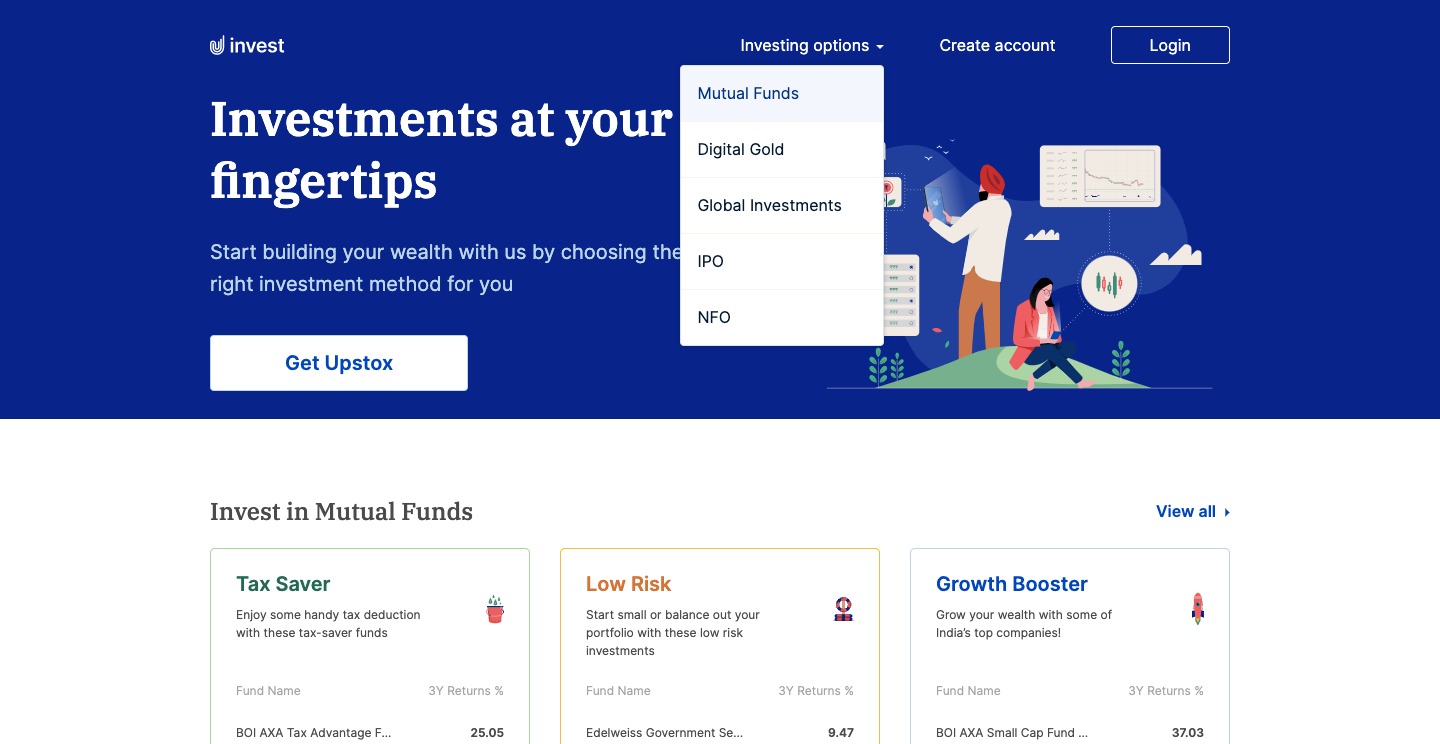 invest
Investing options
Create account
Login
Mutual Funds
Digital Gold
Global Investments
IPO
NFO
Investments at your
fingertips
Start building your wealth with us by choosing the
right investment method for you
Get Upstox
Invest in Mutual Funds
View all
Tax Saver
Enjoy some handy tax deduction
with these tax-saver funds
Fund Name
3Y Returns %
BOI AXA Tax Advantage F...
25.05
Low Risk
Start small or balance out your
portfolio with these low risk
investments
Fund Name
3Y Returns %
Edelweiss Government Se...
9.47
Growth Booster
Grow your wealth with some of
India's top companies!
Fund Name
3Y Returns %
BOI AXA Small Cap Fund ...
37.03